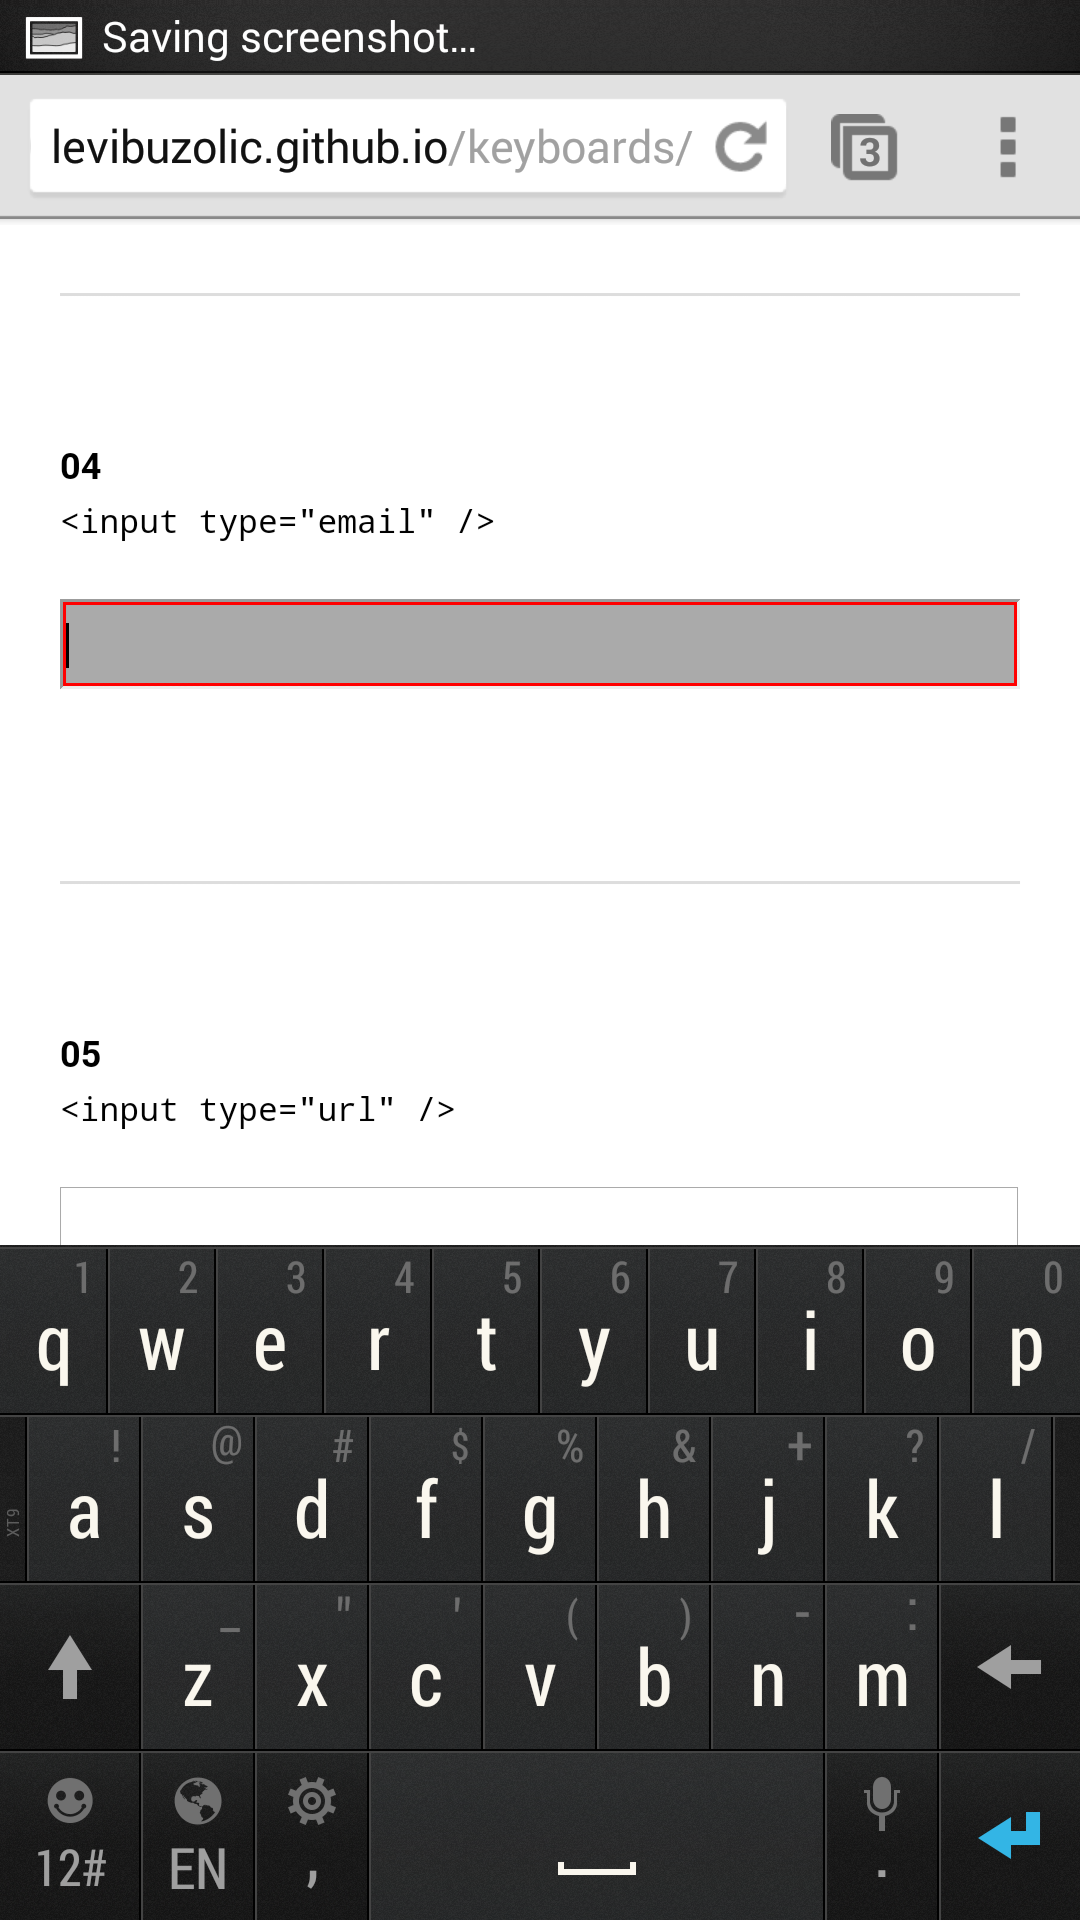 Saving screenshot...
levibuzolic.github.io/keyboards/ 3
04
<input type="email" />
05
<input type="url" />
1 2 3 4 5 6 7 8 9 0
q w e r t y u i o p
! @ # $ % & + ? /
XT9 a s d f g h j k l
_ " ' ( ) - :
z x c v b n m
12# EN , .